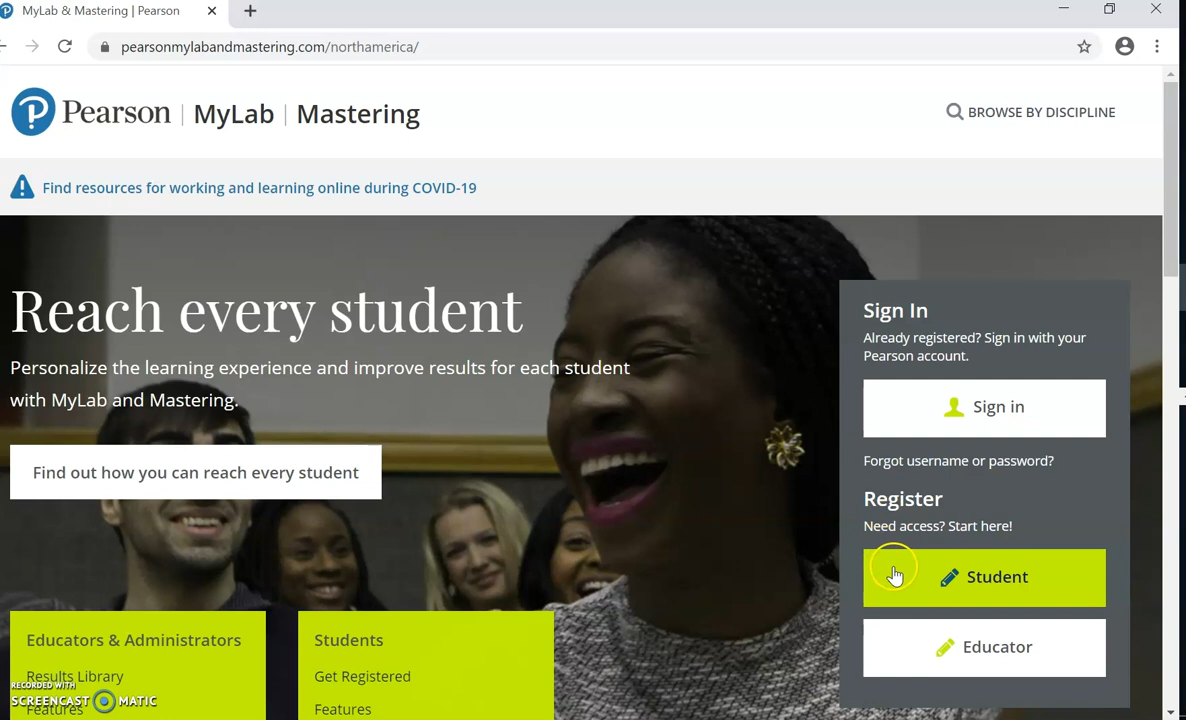 MyLab & Mastering | Pearson
pearsonmylabandmastering.com/northamerica/
Pearson | MyLab | Mastering
BROWSE BY DISCIPLINE
Find resources for working and learning online during COVID-19
Reach every student
Personalize the learning experience and improve results for each student
with MyLab and Mastering.
Find out how you can reach every student
Sign In
Already registered? Sign in with your
Pearson account.
Sign in
Forgot username or password?
Register
Need access? Start here!
Student
Educator
Educators & Administrators
Results Library
Features
Students
Get Registered
Features
RECORDED WITH
SCREENCAST MATIC